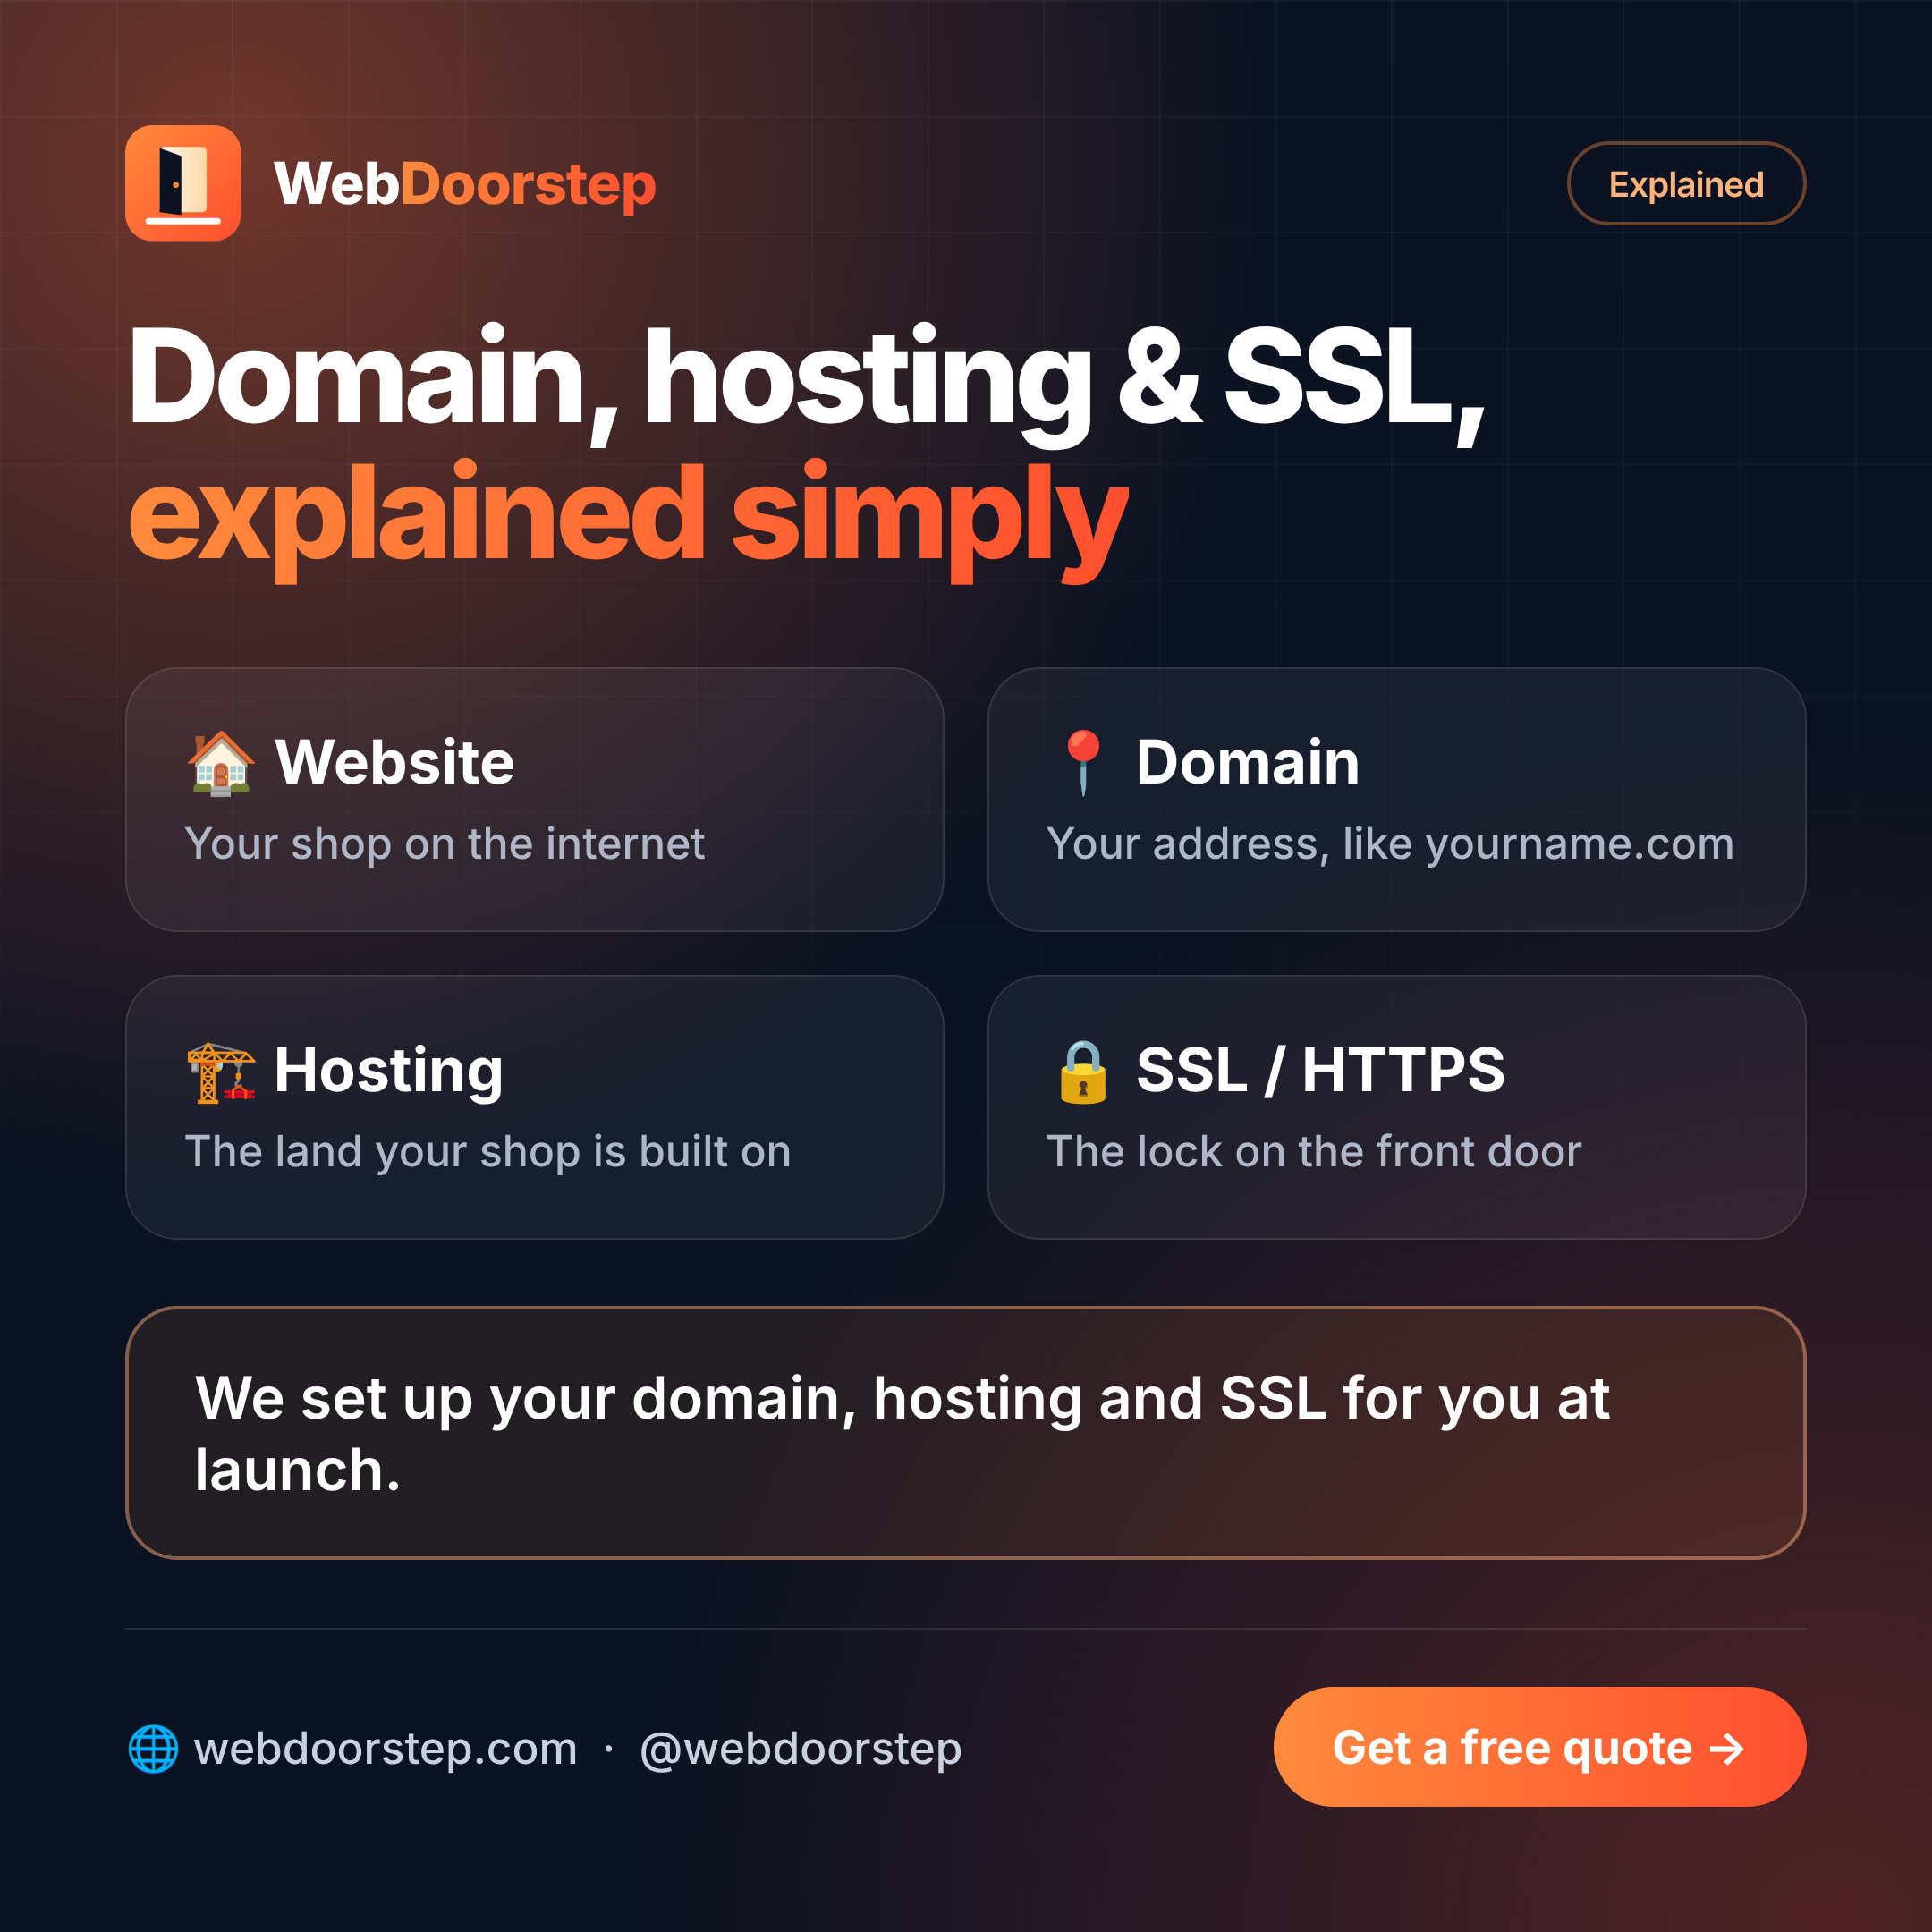 WebDoorstep
Explained
Domain, hosting & SSL,
explained simply
🏠 Website
Your shop on the internet
📍 Domain
Your address, like yourname.com
🏗️ Hosting
The land your shop is built on
🔒 SSL / HTTPS
The lock on the front door
We set up your domain, hosting and SSL for you at
launch.
🌐 webdoorstep.com · @webdoorstep
Get a free quote →